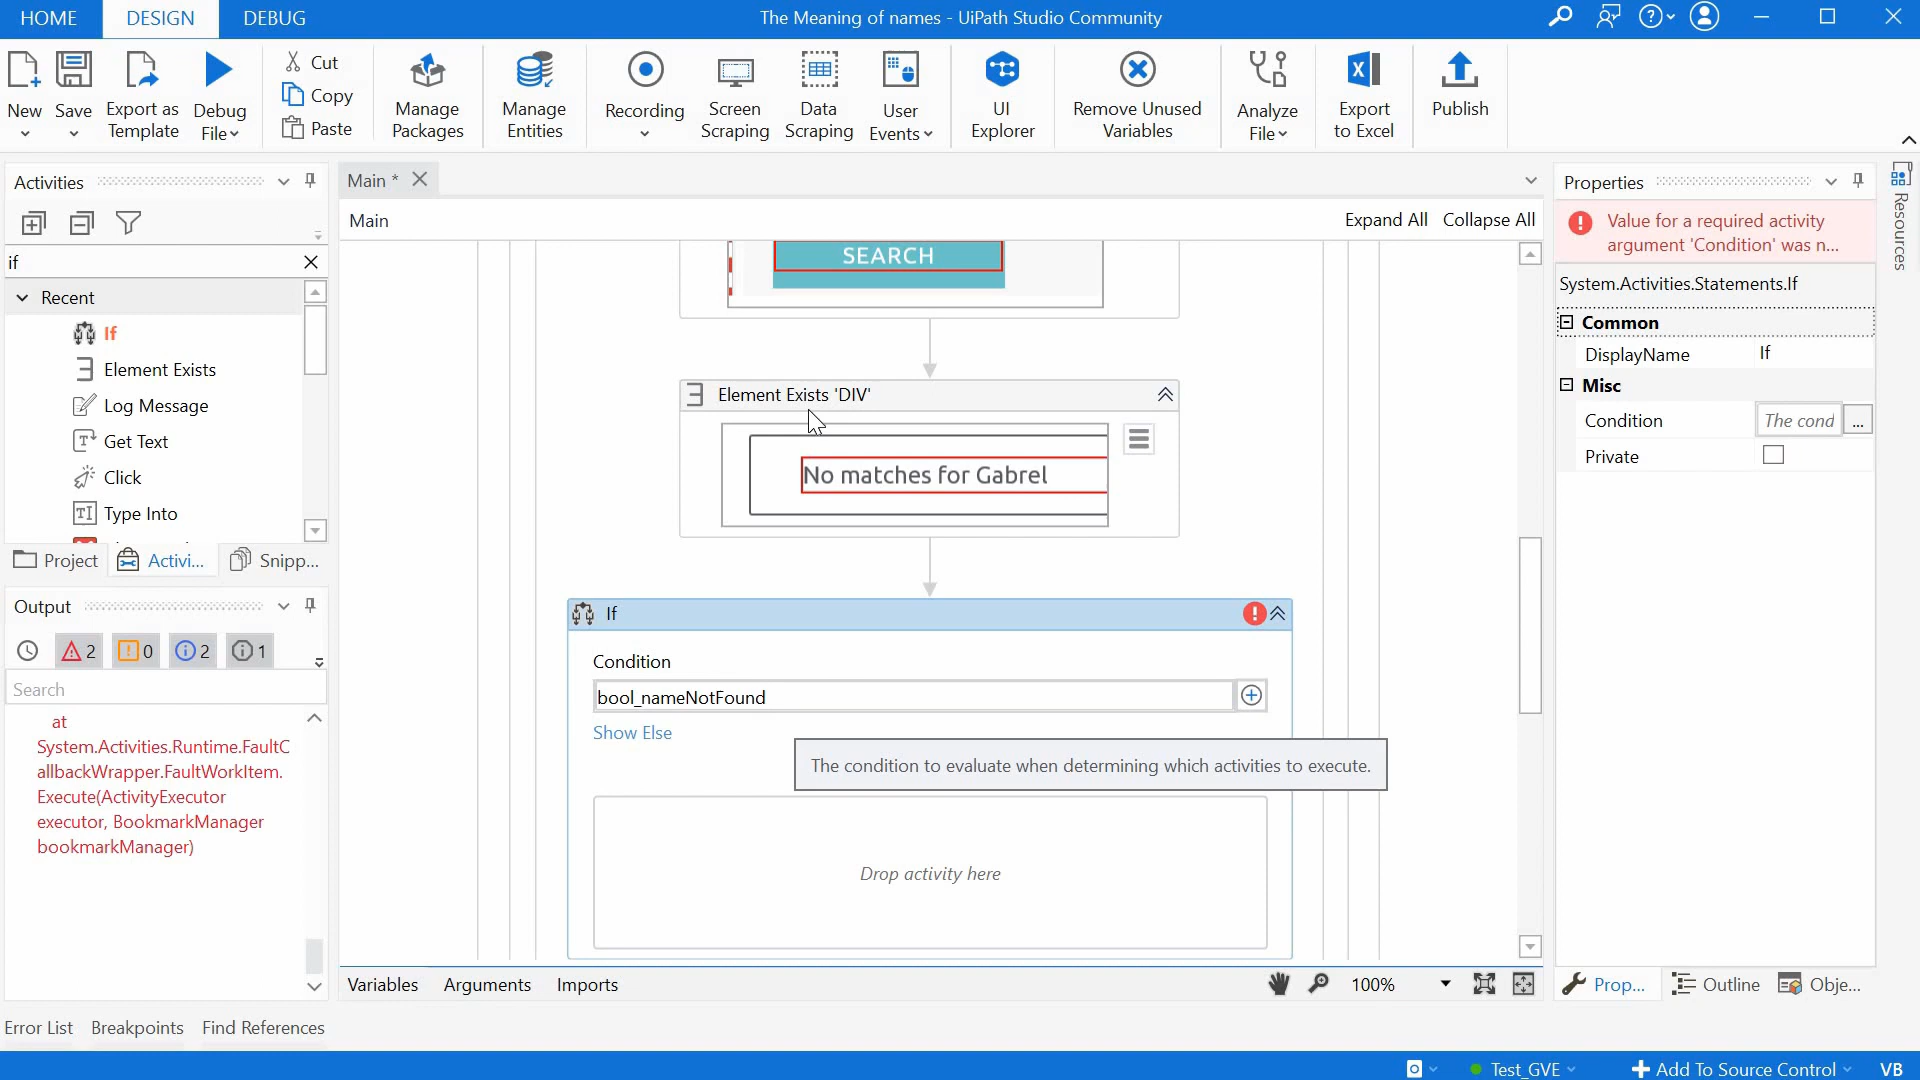 HOME DESIGN DEBUG The Meaning of names - UiPath Studio Community
New Save Export as Template Debug File Cut Copy Paste Manage Packages Manage Entities Recording Screen Scraping Data Scraping User Events UI Explorer Remove Unused Variables Analyze File Export to Excel Publish
Activities
if
Recent
If
Element Exists
Log Message
Get Text
Click
Type Into
Project Activi... Snipp...
Output
2 0 2 1
Search
at
System.Activities.Runtime.FaultC
allbackWrapper.FaultWorkItem.
Execute(ActivityExecutor
executor, BookmarkManager
bookmarkManager)
Main *
Main Expand All Collapse All
SEARCH
Element Exists 'DIV'
No matches for Gabrel
If
Condition
bool_nameNotFound
Show Else
The condition to evaluate when determining which activities to execute.
Drop activity here
Variables Arguments Imports 100%
Properties
Value for a required activity
argument 'Condition' was n...
System.Activities.Statements.If
Common
DisplayName If
Misc
Condition The cond ...
Private
Prop... Outline Obje...
Resources
Error List Breakpoints Find References
Test_GVE Add To Source Control VB